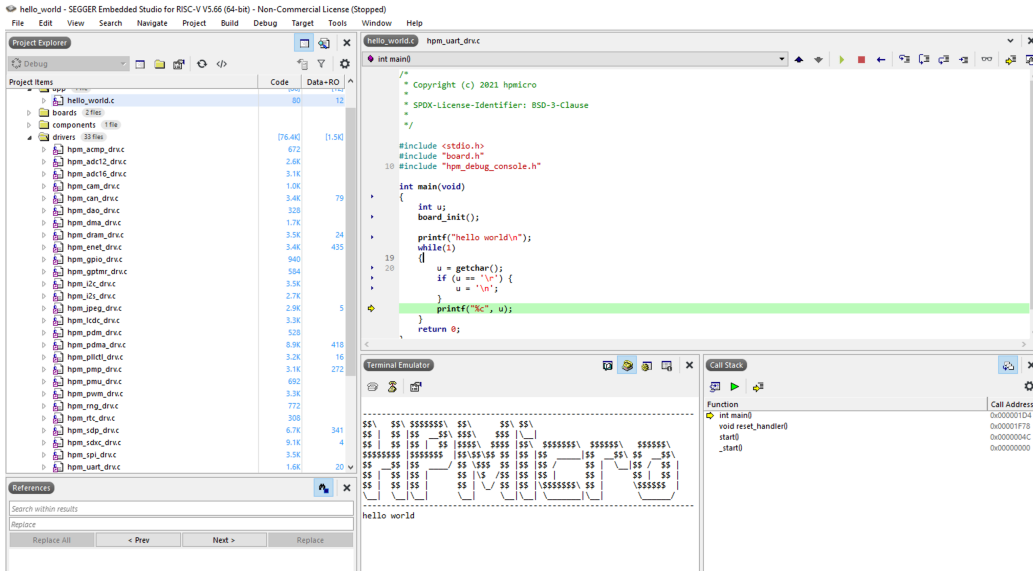 hello_world - SEGGER Embedded Studio for RISC-V V5.66 (64-bit) - Non-Commercial License (Stopped)
File Edit View Search Navigate Project Build Debug Target Tools Window Help
Project Explorer
Debug
Project Items Code Data+RO
hello_world.c 80 12
boards 2 files
components 1 file
drivers 33 files [76.4K] [1.5K]
hpm_acmp_drv.c 672
hpm_adc12_drv.c 2.6K
hpm_adc16_drv.c 3.1K
hpm_cam_drv.c 1.0K
hpm_can_drv.c 3.4K 79
hpm_dao_drv.c 328
hpm_dma_drv.c 1.7K
hpm_dram_drv.c 3.5K 24
hpm_enet_drv.c 3.4K 435
hpm_gpio_drv.c 940
hpm_gptmr_drv.c 584
hpm_i2c_drv.c 3.5K
hpm_i2s_drv.c 2.7K
hpm_jpeg_drv.c 2.9K 5
hpm_lcdc_drv.c 3.3K
hpm_pdm_drv.c 528
hpm_pdma_drv.c 8.9K 418
hpm_pllctl_drv.c 3.2K 16
hpm_pmp_drv.c 3.1K 272
hpm_pmu_drv.c 692
hpm_pwm_drv.c 3.3K
hpm_rng_drv.c 772
hpm_rtc_drv.c 308
hpm_sdp_drv.c 6.7K 341
hpm_sdxc_drv.c 9.1K 4
hpm_spi_drv.c 3.5K
hpm_uart_drv.c 1.6K 20
References
Search within results
Replace
Replace All < Prev Next > Replace
hello_world.c hpm_uart_drv.c
int main()
/*
* Copyright (c) 2021 hpmicro
*
* SPDX-License-Identifier: BSD-3-Clause
*
*/
#include <stdio.h>
#include "board.h"
10 #include "hpm_debug_console.h"
int main(void)
{
int u;
board_init();
printf("hello world\n");
while(1)
19 {
20 u = getchar();
if (u == '\r') {
u = '\n';
}
printf("%c", u);
}
return 0;
Terminal Emulator
hello world
Call Stack
Function Call Address
int main() 0x000001D4
void reset_handler() 0x00001F78
start() 0x0000004C
_start() 0x00000000